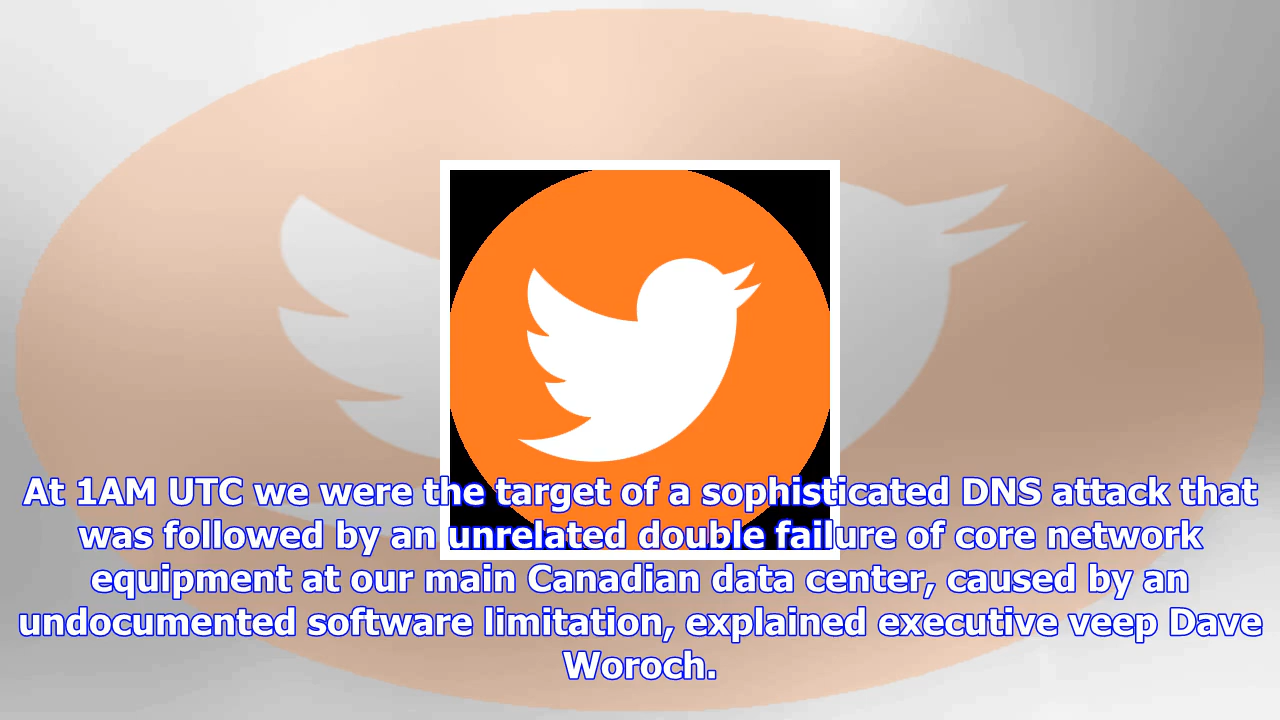 At 1AM UTC we were the target of a sophisticated DNS attack that
was followed by an unrelated double failure of core network
equipment at our main Canadian data center, caused by an
undocumented software limitation, explained executive veep Dave
Woroch.